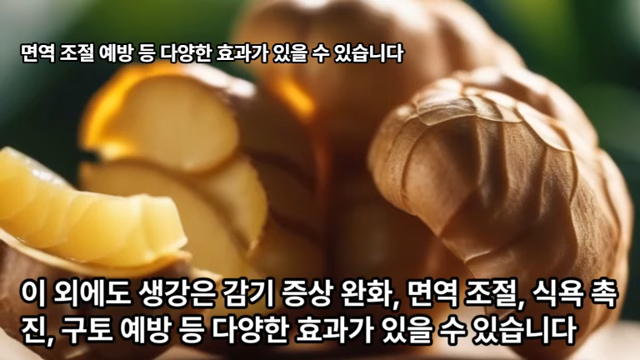 면역 조절 예방 등 다양한 효과가 있을 수 있습니다
이 외에도 생강은 감기 증상 완화, 면역 조절, 식욕 촉
진, 구토 예방 등 다양한 효과가 있을 수 있습니다